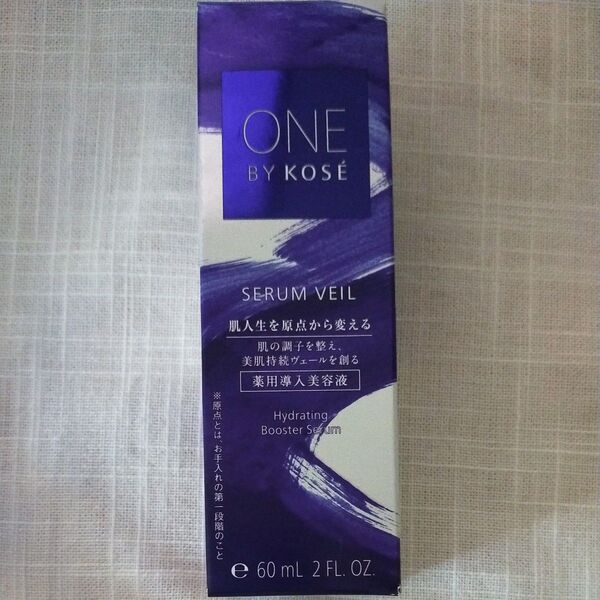 ONE
BY KOSÉ
SERUM VEIL
肌人生を原点から変える
肌の調子を整え、
美肌持続ヴェールを創る
薬用導入美容液
Hydrating
Booster Serum
※原点とは、お手入れの第一段階のこと
℮ 60 mL 2 FL. OZ.